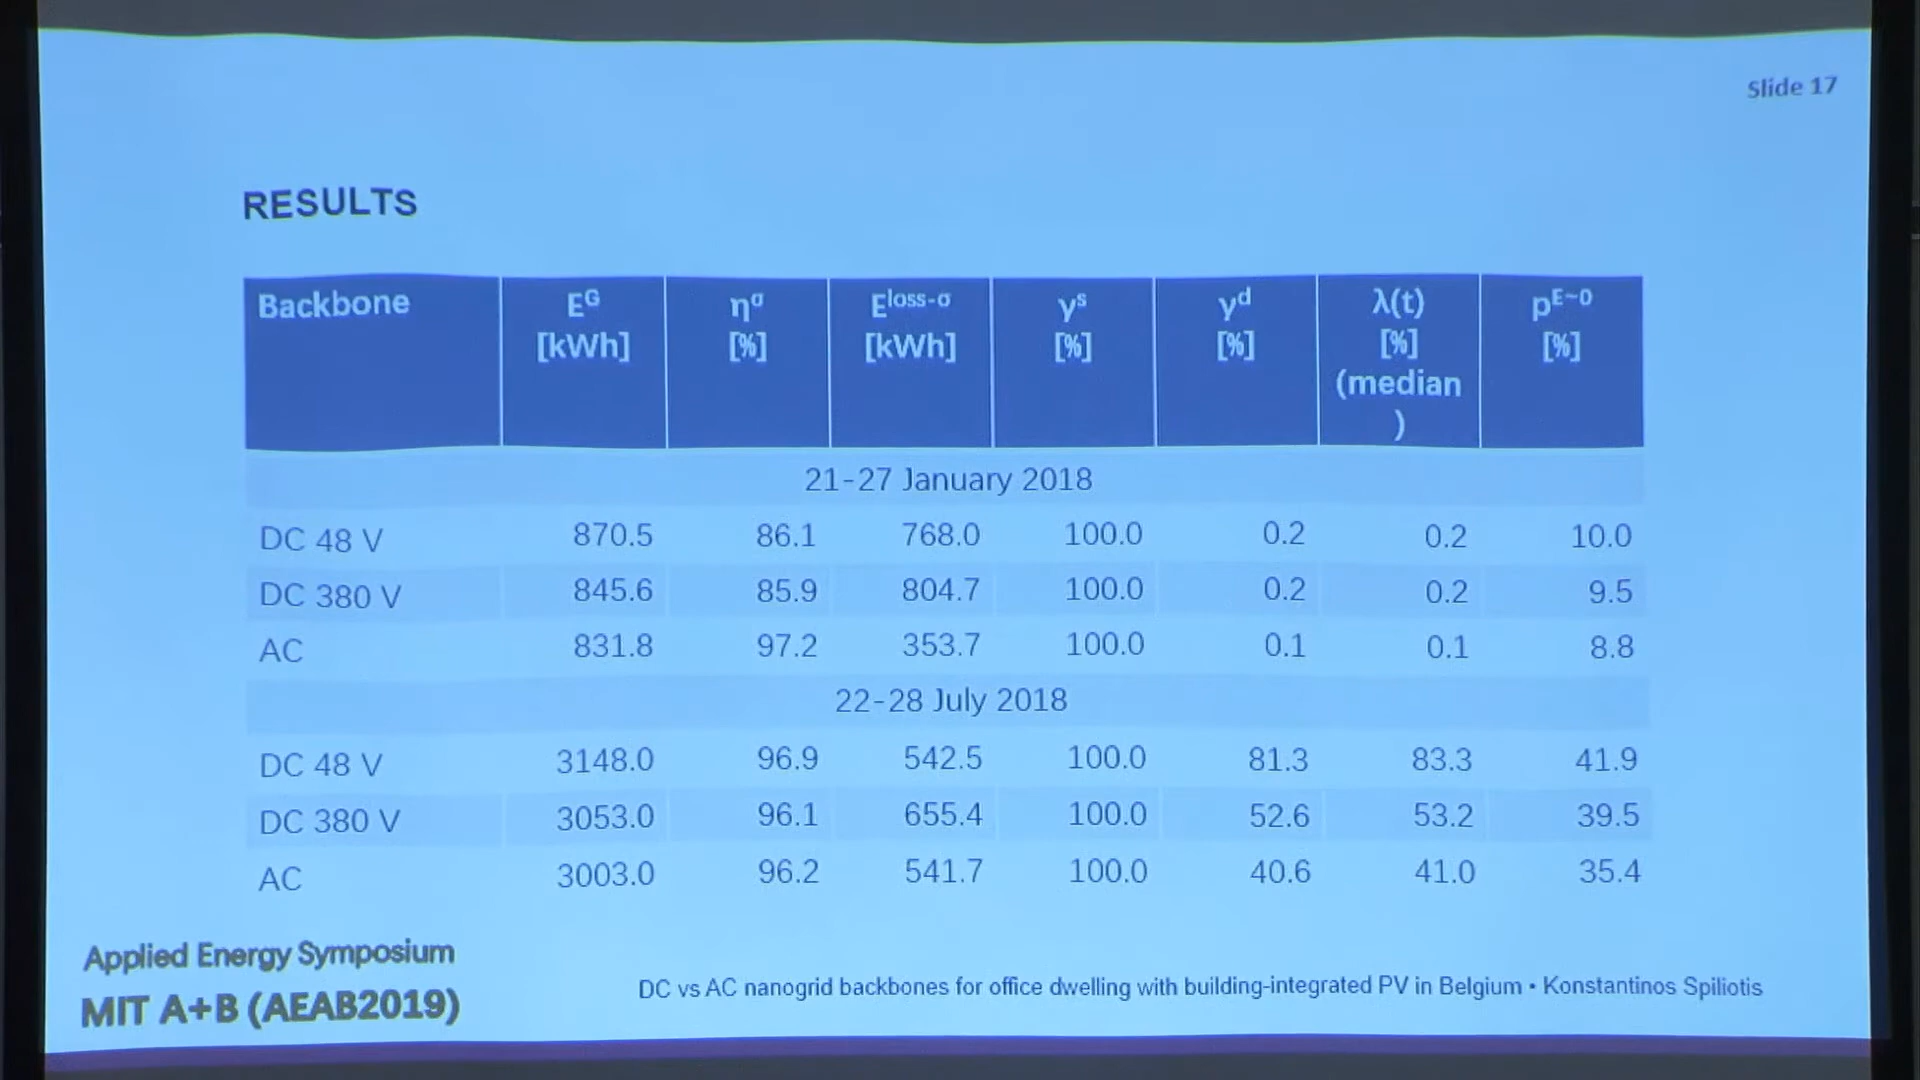 Slide 17
RESULTS
Backbone E^G [kWh] η^σ [%] E^loss-σ [kWh] γ^s [%] γ^d [%] λ(t) [%] (median) p^E~0 [%]
21-27 January 2018
DC 48 V 870.5 86.1 768.0 100.0 0.2 0.2 10.0
DC 380 V 845.6 85.9 804.7 100.0 0.2 0.2 9.5
AC 831.8 97.2 353.7 100.0 0.1 0.1 8.8
22-28 July 2018
DC 48 V 3148.0 96.9 542.5 100.0 81.3 83.3 41.9
DC 380 V 3053.0 96.1 655.4 100.0 52.6 53.2 39.5
AC 3003.0 96.2 541.7 100.0 40.6 41.0 35.4
Applied Energy Symposium
MIT A+B (AEAB2019)
DC vs AC nanogrid backbones for office dwelling with building-integrated PV in Belgium • Konstantinos Spiliotis